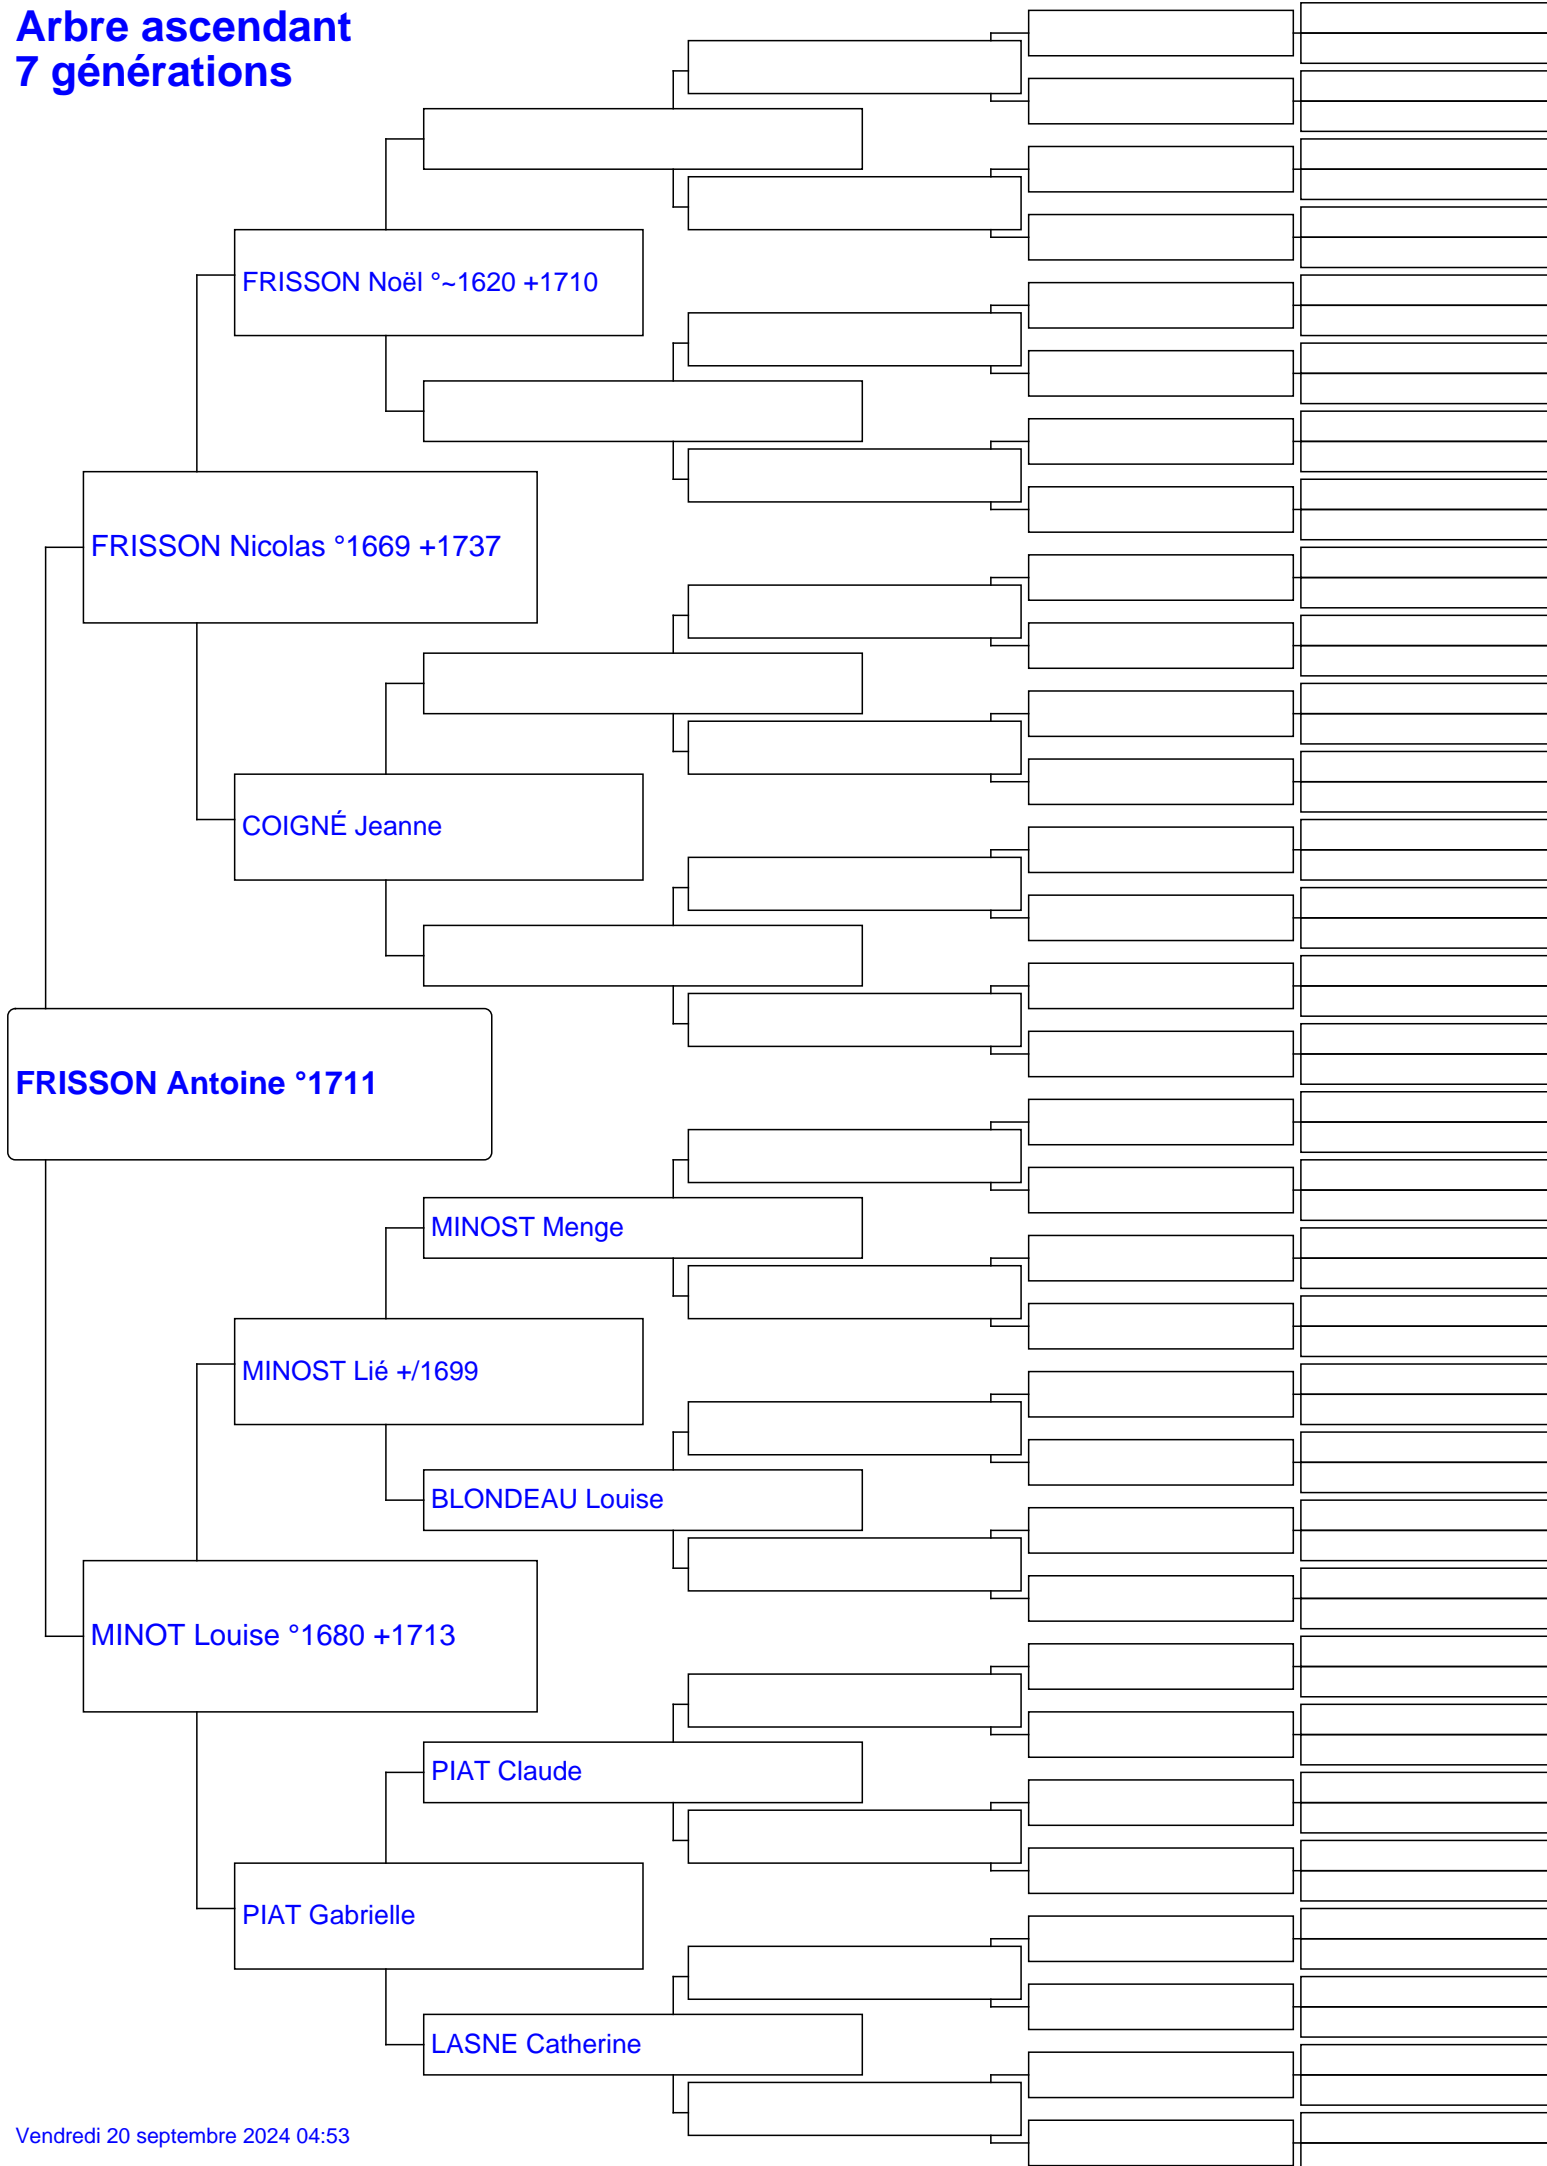 Arbre ascendant
7 générations
FRISSON Noël °~1620 +1710
FRISSON Nicolas °1669 +1737
COIGNÉ Jeanne
FRISSON Antoine °1711
MINOST Menge
MINOST Lié +/1699
BLONDEAU Louise
MINOT Louise °1680 +1713
PIAT Claude
PIAT Gabrielle
LASNE Catherine
Vendredi 20 septembre 2024 04:53